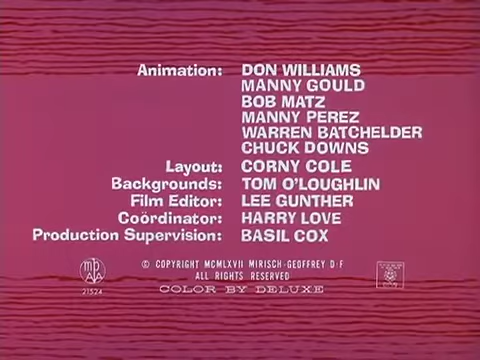 Animation: DON WILLIAMS
MANNY GOULD
BOB MATZ
MANNY PEREZ
WARREN BATCHELDER
CHUCK DOWNS
Layout: CORNY COLE
Backgrounds: TOM O'LOUGHLIN
Film Editor: LEE GUNTHER
Coördinator: HARRY LOVE
Production Supervision: BASIL COX
© COPYRIGHT MCMLXVII MIRISCH-GEOFFREY D-F
ALL RIGHTS RESERVED
COLOR BY DELUXE
21524